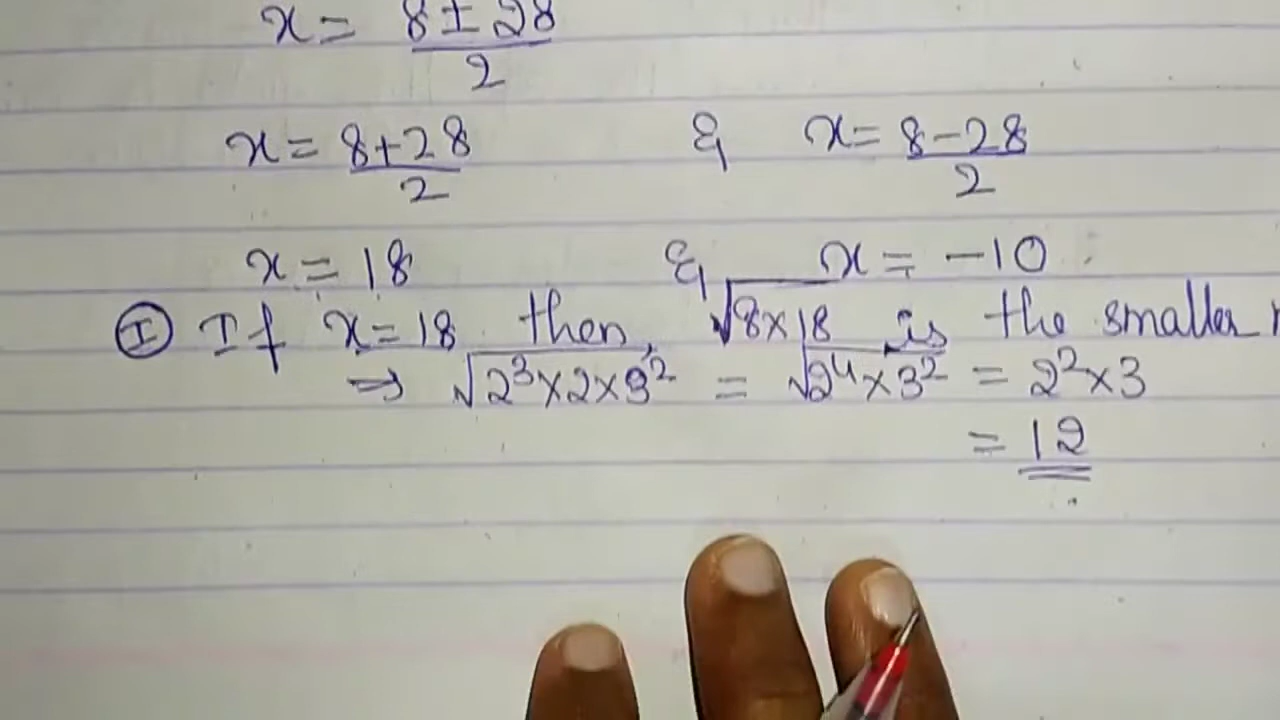 x = 8 ± 28 / 2
x = 8+28 / 2 & x = 8-28 / 2
x = 18 & x = -10
Ⓘ If x = 18 then, √8×18 is the smaller
⇒ √2³×2×3² = √2⁴×3² = 2²×3
= 12